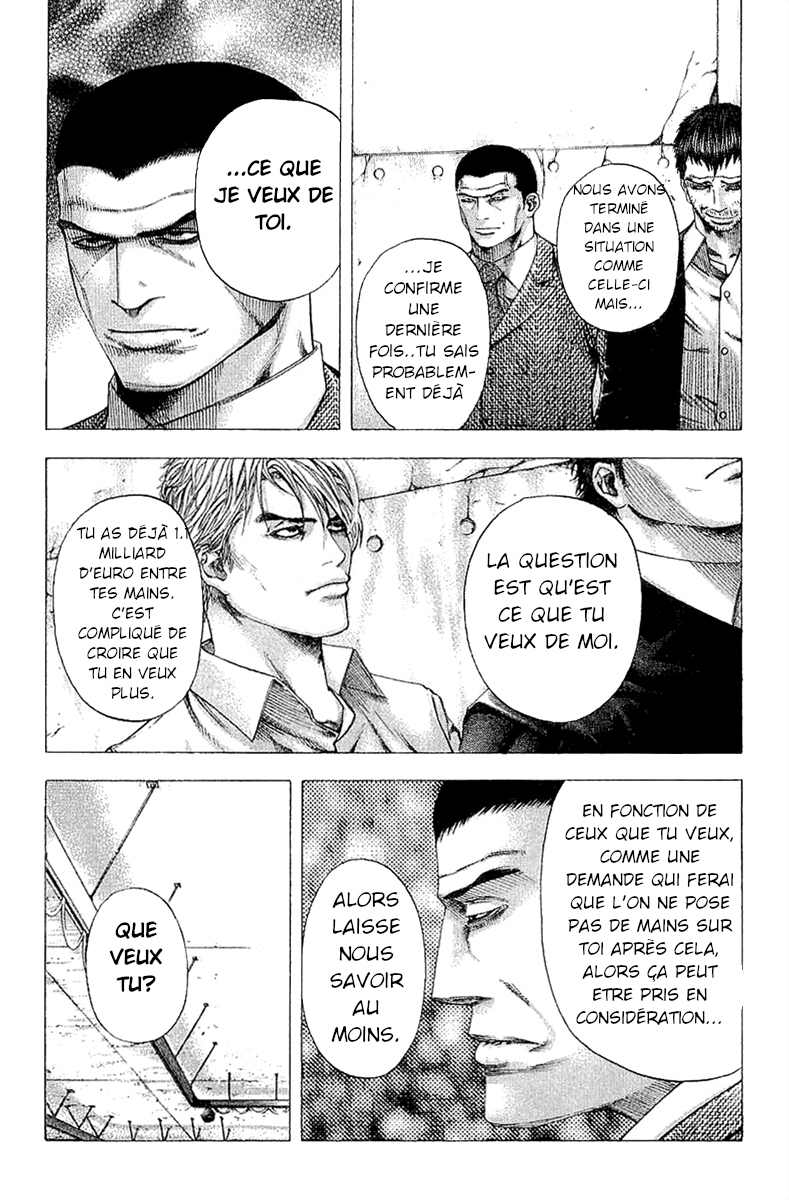 NOUS AVONS
TERMINÉ
DANS UNE
SITUATION
COMME
CELLE-CI
MAIS...
...JE
CONFIRME
UNE
DERNIÈRE
FOIS..TU SAIS
PROBABLEM-
ENT DÉJÀ
...CE QUE
JE VEUX DE
TOI.
LA QUESTION
EST QU'EST
CE QUE TU
VEUX DE MOI.
TU AS DÉJÀ 1.1
MILLIARD
D'EURO ENTRE
TES MAINS.
C'EST
COMPLIQUÉ DE
CROIRE QUE
TU EN VEUX
PLUS.
EN FONCTION DE
CEUX QUE TU VEUX,
COMME UNE
DEMANDE QUI FERAI
QUE L'ON NE POSE
PAS DE MAINS SUR
TOI APRÈS CELA,
ALORS ÇA PEUT
ETRE PRIS EN
CONSIDÉRATION...
ALORS
LAISSE
NOUS
SAVOIR
AU
MOINS.
QUE
VEUX
TU?